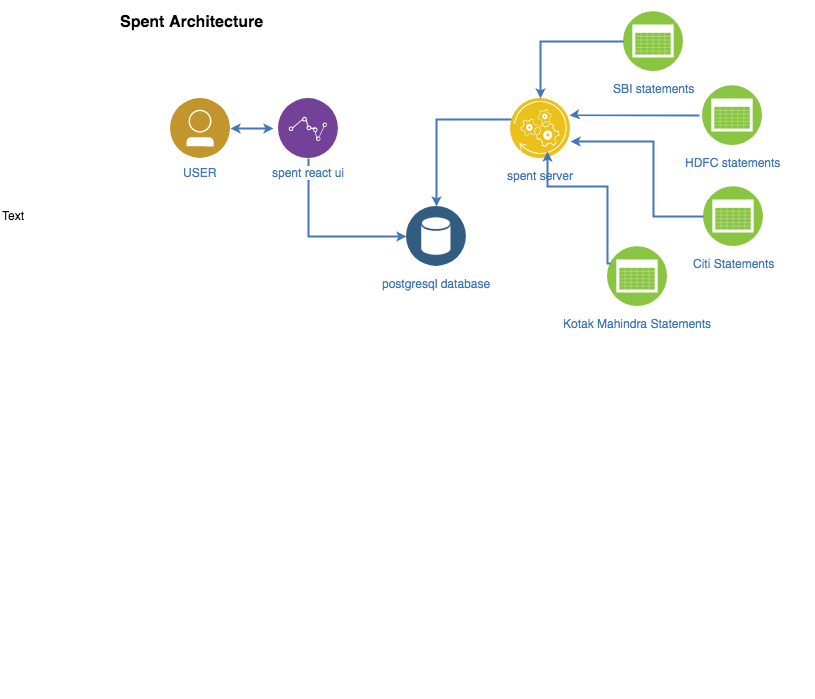 Spent Architecture
SBI statements
USER
spent react ui
spent server
HDFC statements
Text
Citi Statements
postgresql database
Kotak Mahindra Statements